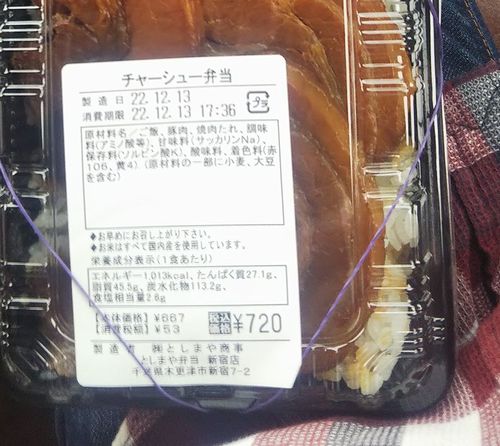 チャーシュー弁当
製造日 22.12.13
消費期限 22.12.13 17:36
プラ
原材料名/ご飯、豚肉、焼肉たれ、調味
料(アミノ酸等)、甘味料(サッカリンNa)、
保存料(ソルビン酸K)、酸味料、着色料(赤
106、黄4)(原材料の一部に小麦、大豆
を含む)
◆お早めにお召し上がり下さい。
◆お米はすべて国内産を使用しています。
栄養成分表示(1食あたり)
エネルギー1,013kcal、たんぱく質27.1g、
脂質45.5g、炭水化物113.2g、
食塩相当量2.6g
【本体価格】 ¥667
【消費税額】 ¥53
税込価格 ¥720
製造者 ㈱としまや商事
としまや弁当 新宿店
千葉県木更津市新宿7-2